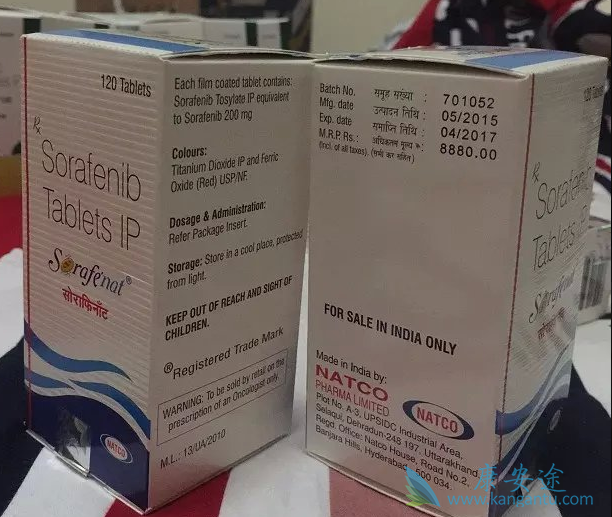 120 Tablets
Rx
Sorafenib
Tablets IP
Sorafenat®
सोराफिनॉट
NATCO
Each film coated tablet contains:
Sorafenib Tosylate IP equivalent
to Sorafenib 200 mg
Colours:
Titanium Dioxide IP and Ferric
Oxide (Red) USP/NF
Dosage & Administration:
Refer Package Insert.
Storage: Store in a cool place, protected
from light.
KEEP OUT OF REACH AND SIGHT OF
CHILDREN.
®Registered Trade Mark
WARNING: To be sold by retail on the
prescription of an Oncologist only.
M.L.: 13/UA/2010
Batch No. समूह संख्या : 701052
Mfg. date उत्पादन तिथि : 05/2015
Exp. date समाप्ति तिथि : 04/2017
M.R.P. Rs.: अधिकतम मूल्य रू: 8880.00
(Incl. of all taxes). (सभी कर सहित)
FOR SALE IN INDIA ONLY
Made in India by:
NATCO
PHARMA LIMITED
NATCO
Plot No. A-3, UPSIDC Industrial Area,
Selaqui, Dehradun-248 197, Uttarakhand,
Regd. Office: Natco House, Road No.2,
Banjara Hills, Hyderabad-500 034.
120 Tablets
Rx
Sorafenib
Tablets IP
康安途
www.kangantu.com